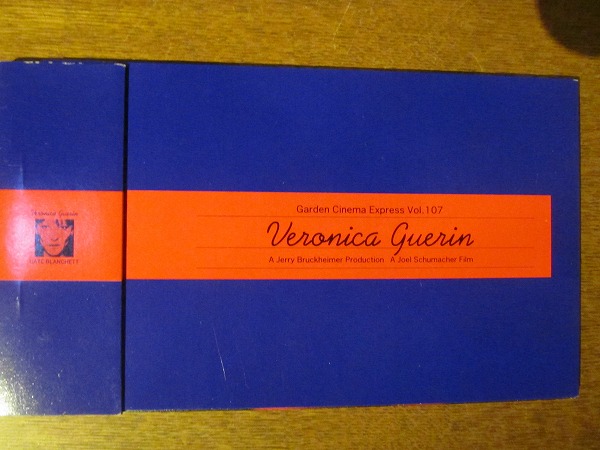 Veronica Guerin
CATE BLANCHETT
Garden Cinema Express Vol.107
Veronica Guerin
A Jerry Bruckheimer Production A Joel Schumacher Film